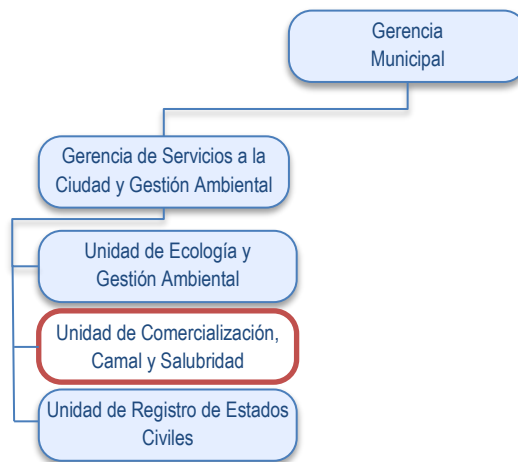 Gerencia
Municipal
Gerencia de Servicios a la
Ciudad y Gestión Ambiental
Unidad de Ecología y
Gestión Ambiental
Unidad de Comercialización,
Camal y Salubridad
Unidad de Registro de Estados
Civiles